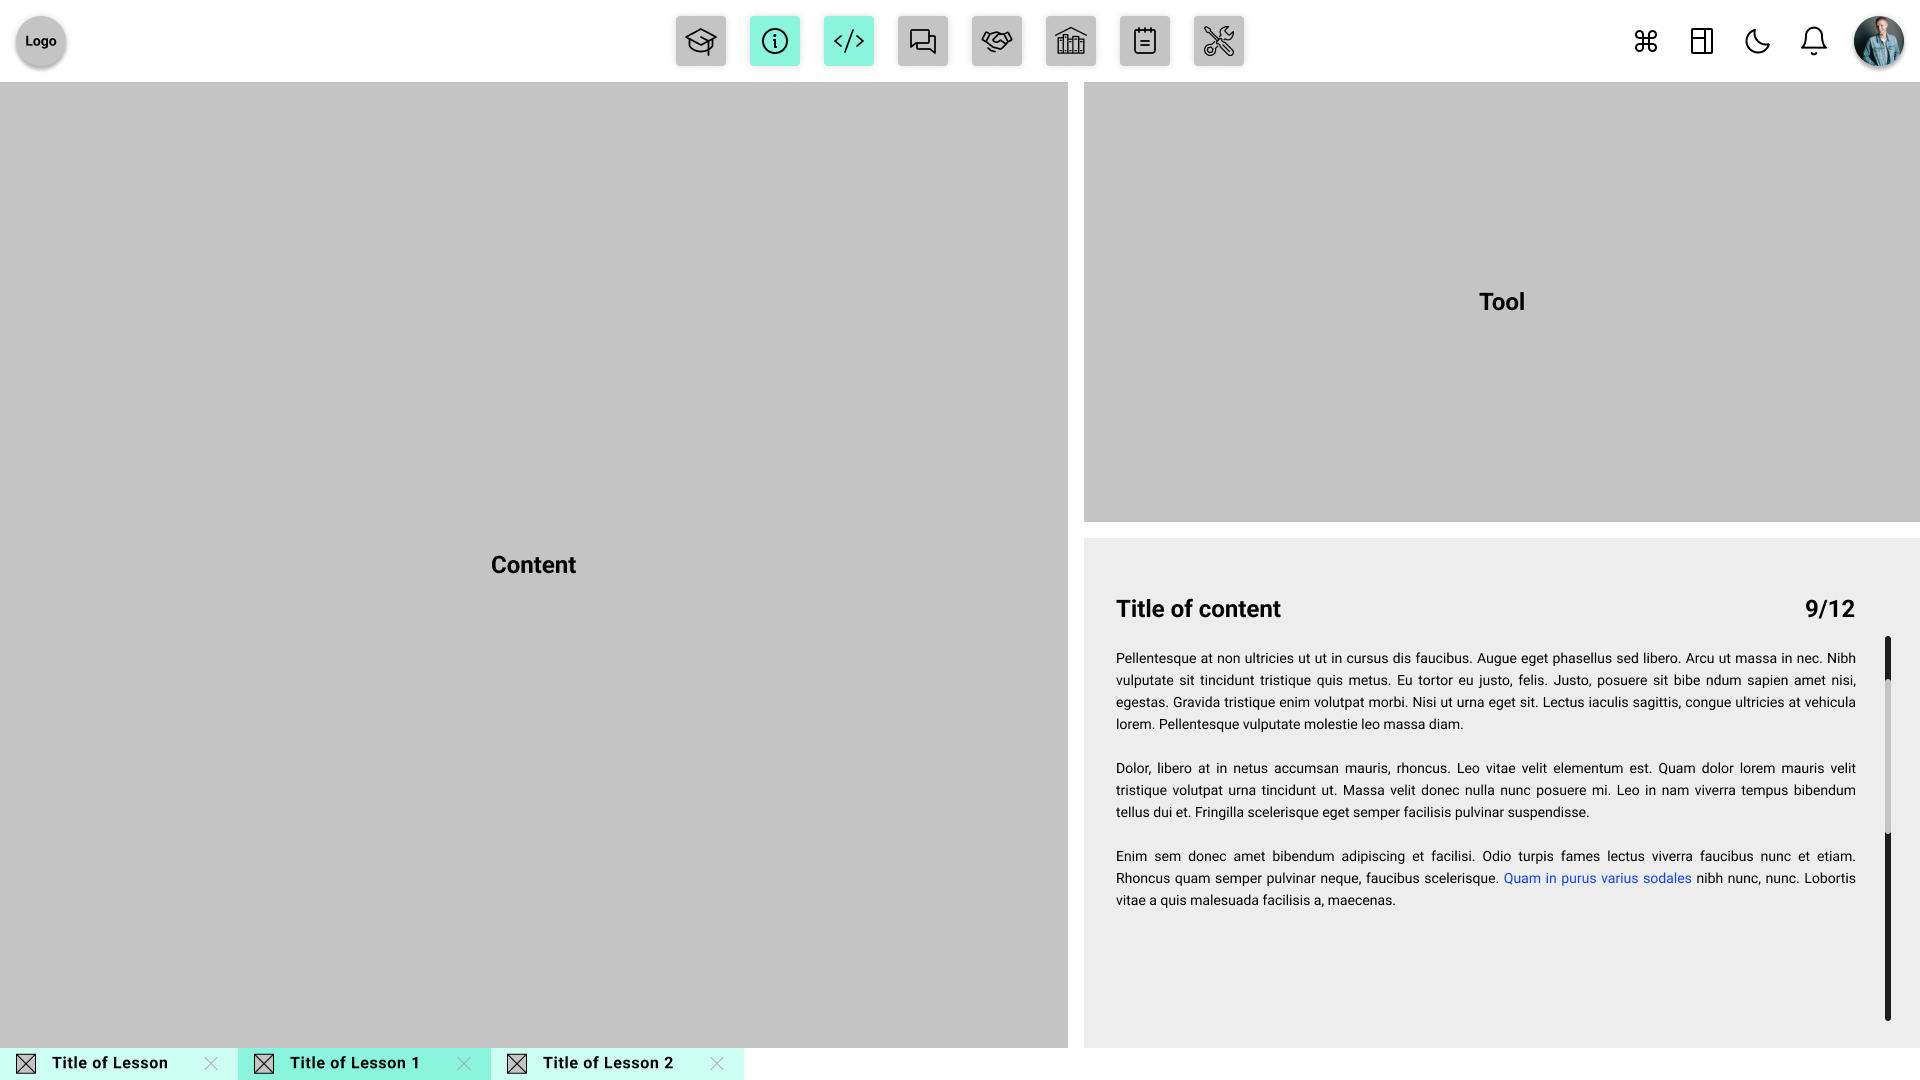 Logo
Content
Tool
Title of content
9/12
Pellentesque at non ultricies ut ut in cursus dis faucibus. Augue eget phasellus sed libero. Arcu ut massa in nec. Nibh
vulputate sit tincidunt tristique quis metus. Eu tortor eu justo, felis. Justo, posuere sit bibe ndum sapien amet nisi,
egestas. Gravida tristique enim volutpat morbi. Nisi ut urna eget sit. Lectus iaculis sagittis, congue ultricies at vehicula
lorem. Pellentesque vulputate molestie leo massa diam.
Dolor, libero at in netus accumsan mauris, rhoncus. Leo vitae velit elementum est. Quam dolor lorem mauris velit
tristique volutpat urna tincidunt ut. Massa velit donec nulla nunc posuere mi. Leo in nam viverra tempus bibendum
tellus dui et. Fringilla scelerisque eget semper facilisis pulvinar suspendisse.
Enim sem donec amet bibendum adipiscing et facilisi. Odio turpis fames lectus viverra faucibus nunc et etiam.
Rhoncus quam semper pulvinar neque, faucibus scelerisque. Quam in purus varius sodales nibh nunc, nunc. Lobortis
vitae a quis malesuada facilisis a, maecenas.
Title of Lesson
Title of Lesson 1
Title of Lesson 2